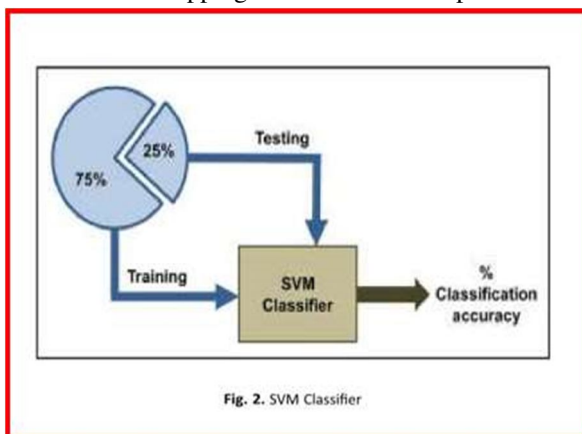 25%
75%
Testing
Training
SVM
Classifier
%
Classification
accuracy
Fig. 2. SVM Classifier